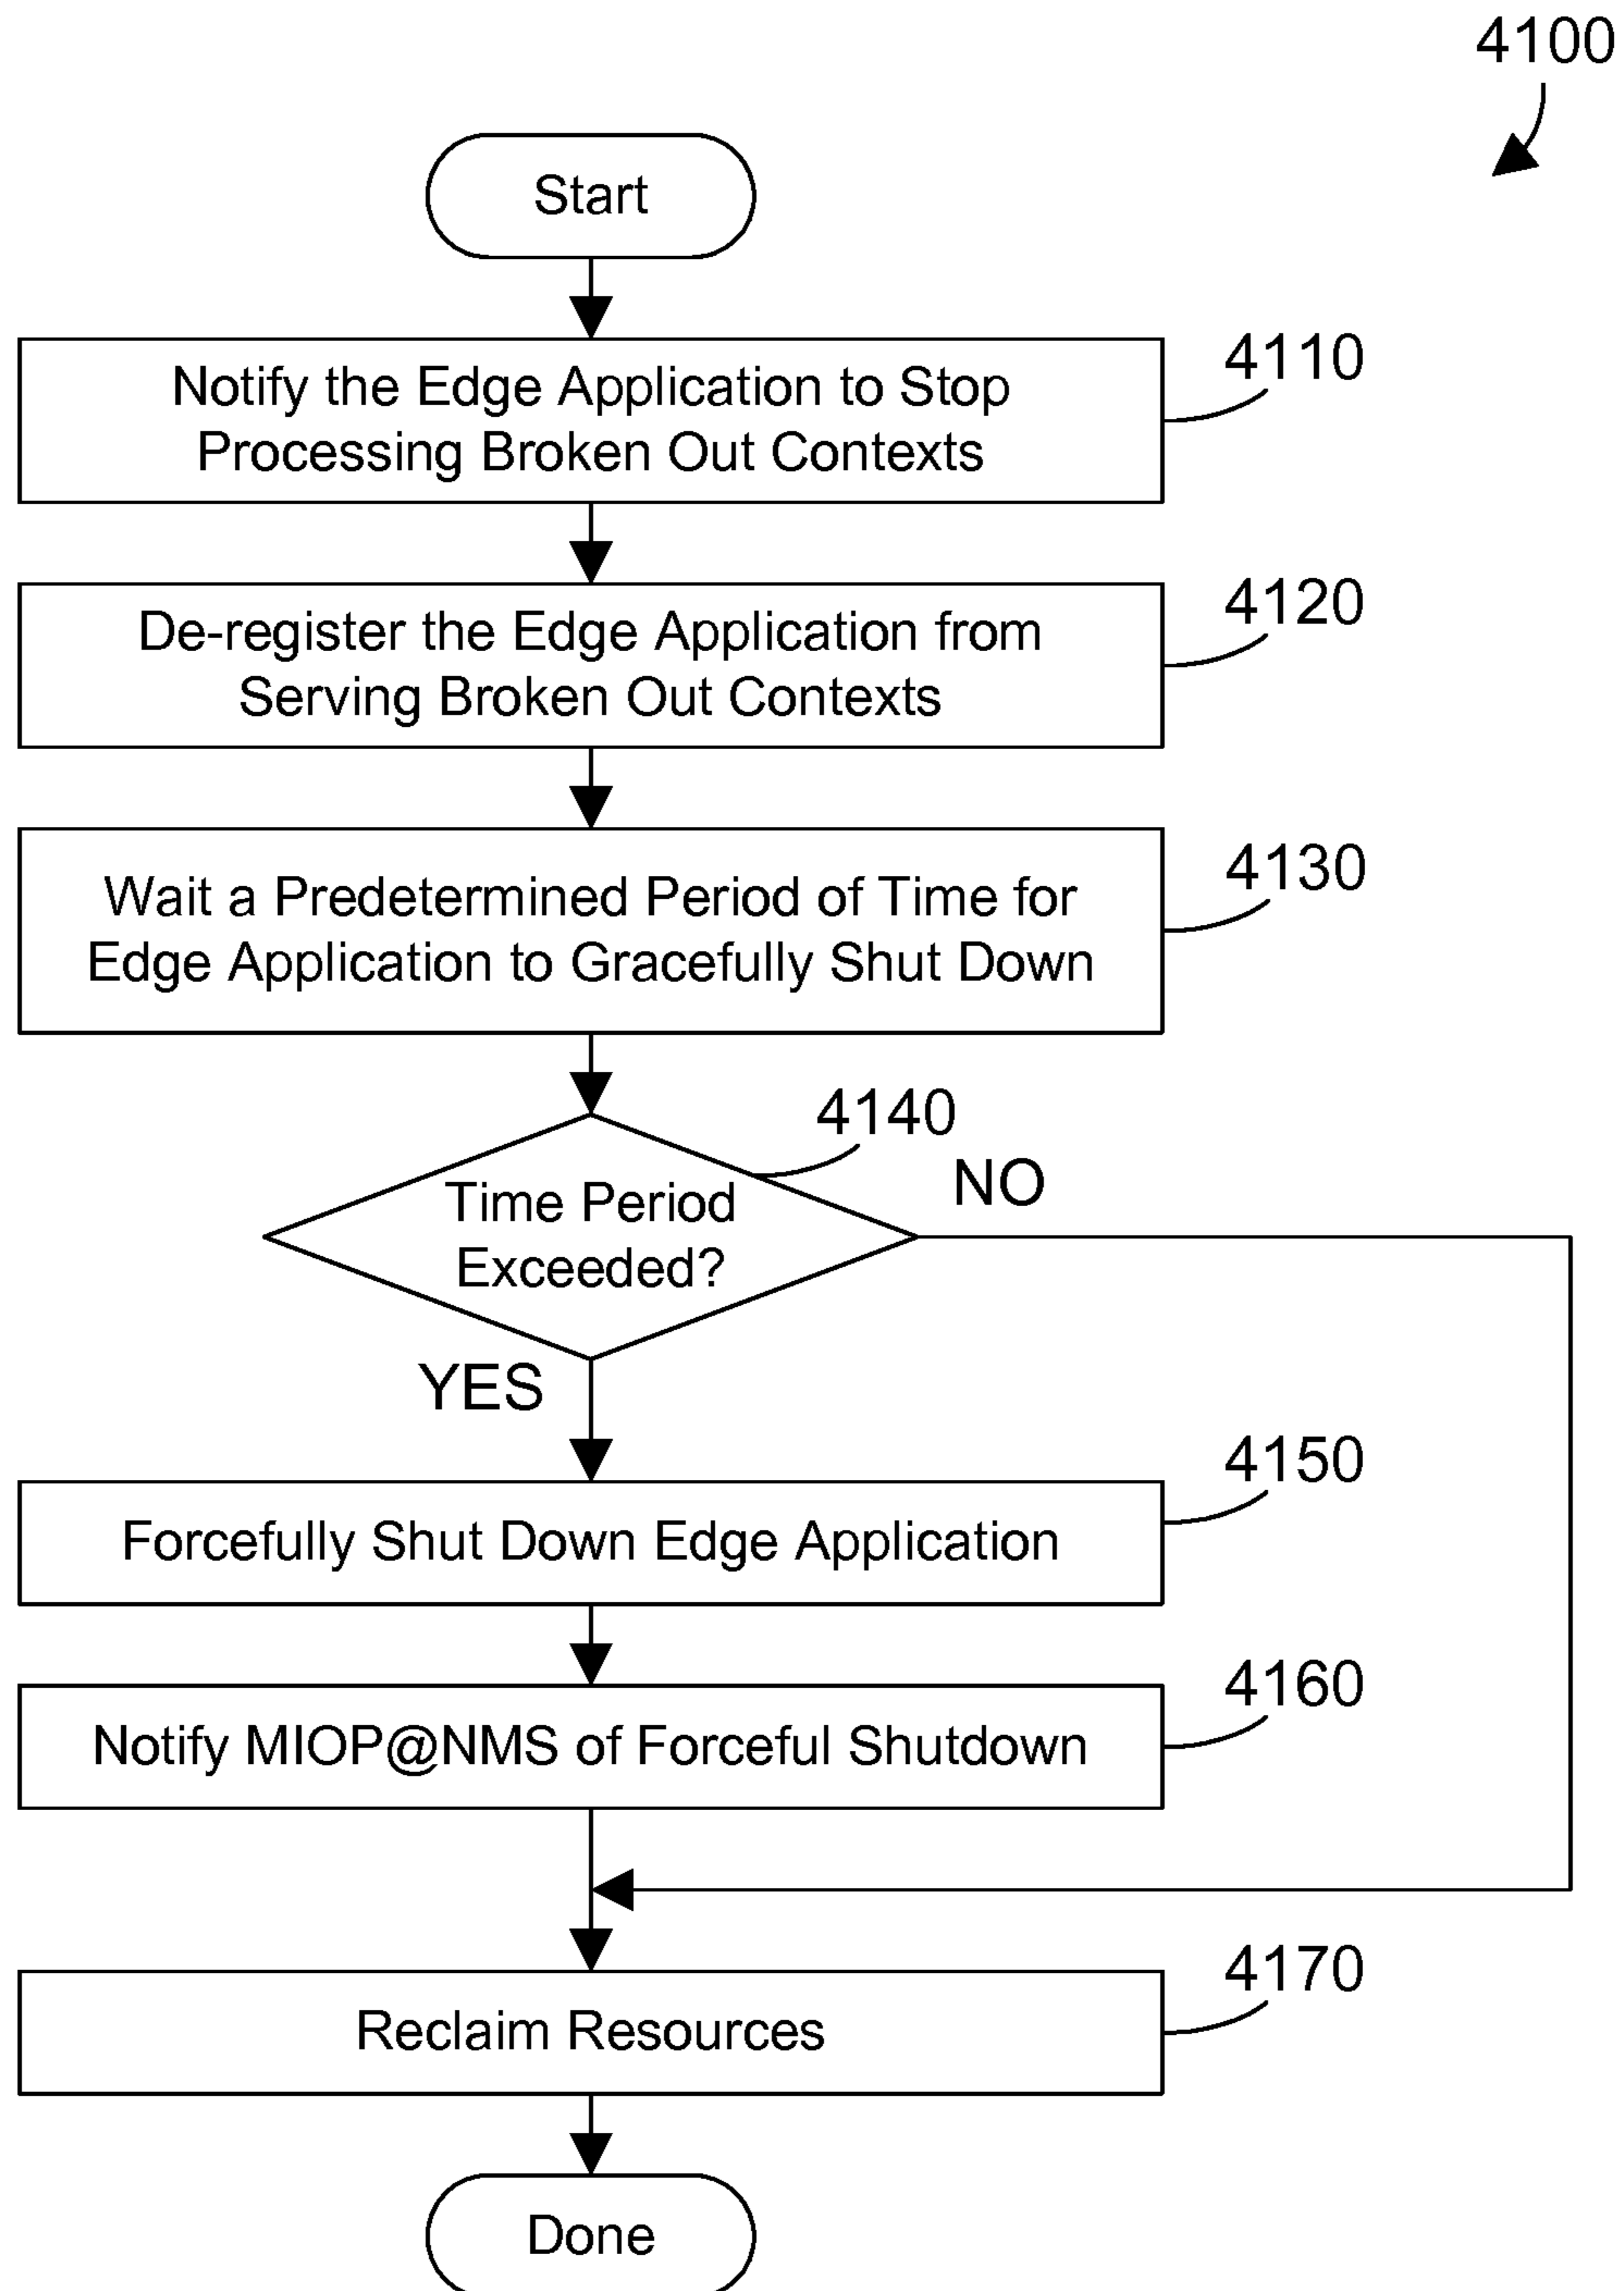 4100
Start
Notify the Edge Application to Stop
Processing Broken Out Contexts
4110
De-register the Edge Application from
Serving Broken Out Contexts
4120
Wait a Predetermined Period of Time for
Edge Application to Gracefully Shut Down
4130
Time Period
Exceeded?
4140
NO
YES
Forcefully Shut Down Edge Application
4150
Notify MIOP@NMS of Forceful Shutdown
4160
Reclaim Resources
4170
Done